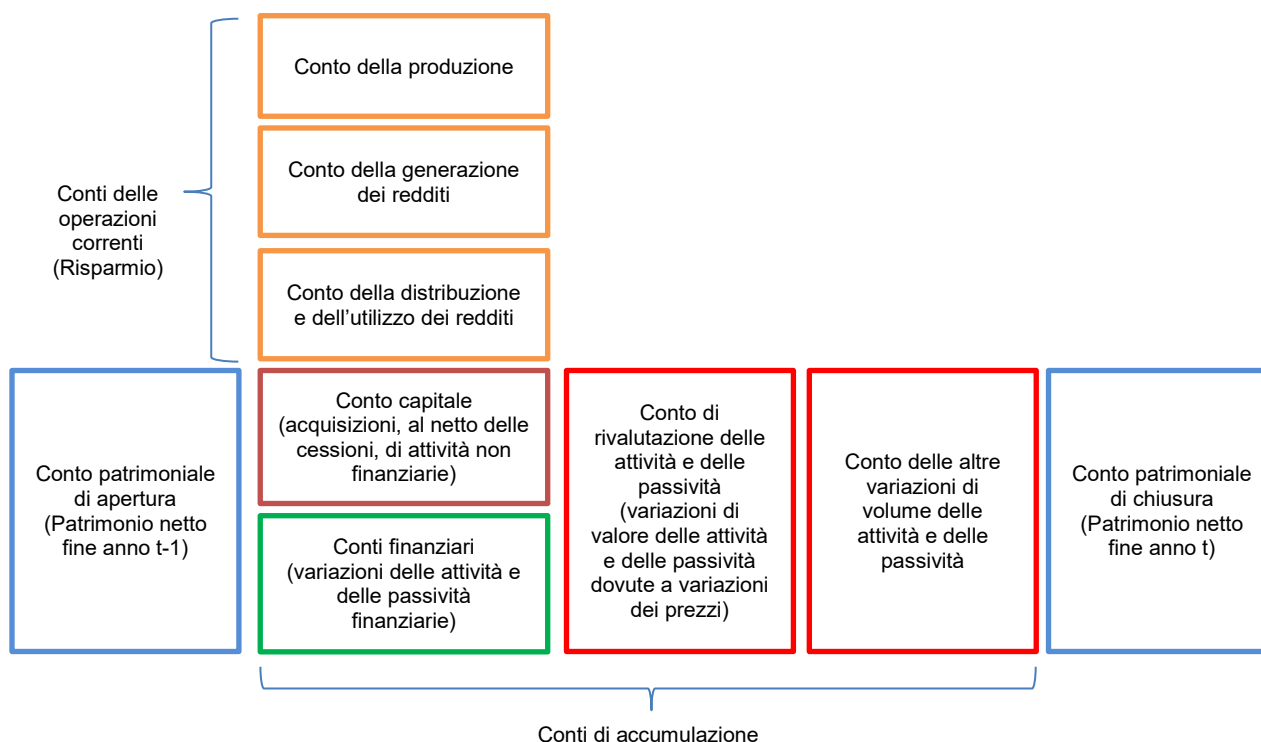 Conto della produzione
Conto della generazione
dei redditi
Conti delle
operazioni
correnti
(Risparmio)
Conto della distribuzione
e dell’utilizzo dei redditi
Conto patrimoniale
di apertura
(Patrimonio netto
fine anno t-1)
Conto capitale
(acquisizioni, al netto delle
cessioni, di attività non
finanziarie)
Conti finanziari
(variazioni delle attività e
delle passività
finanziarie)
Conto di
rivalutazione delle
attività e delle
passività
(variazioni di
valore delle attività
e delle passività
dovute a variazioni
dei prezzi)
Conto delle altre
variazioni di
volume delle
attività e delle
passività
Conto patrimoniale
di chiusura
(Patrimonio netto
fine anno t)
Conti di accumulazione